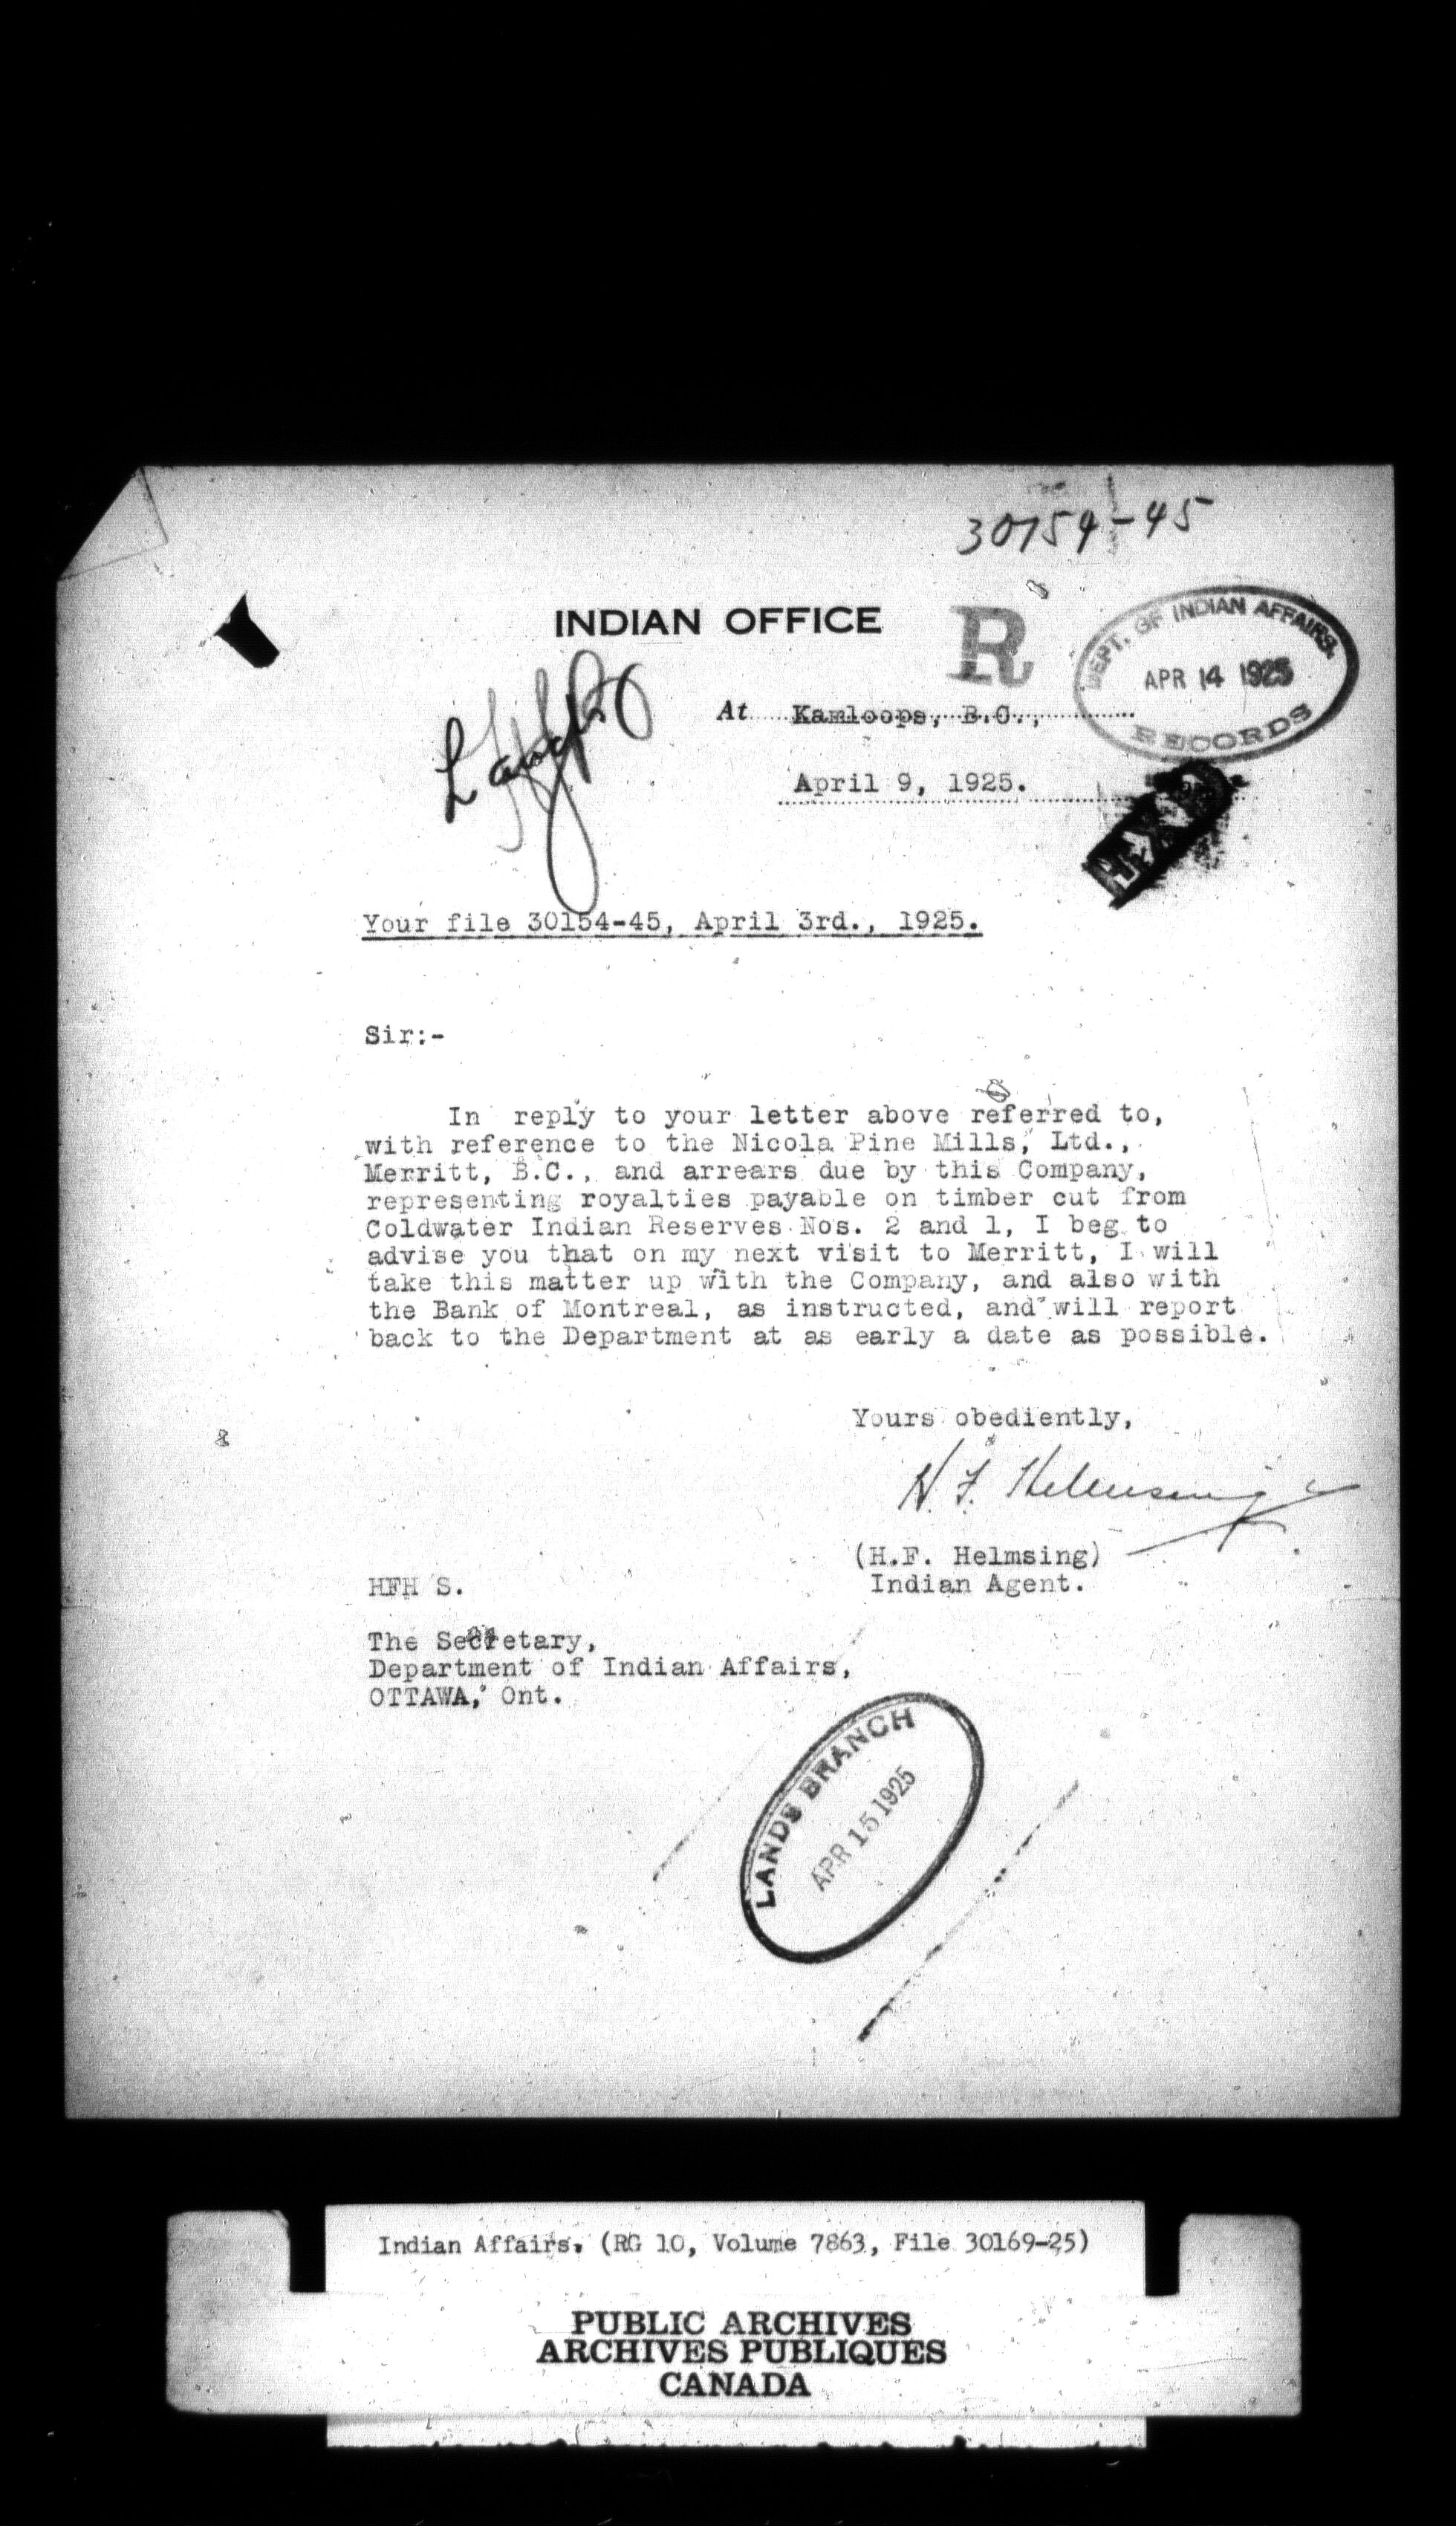 30154-45
INDIAN OFFICE
R
DEPT. OF INDIAN AFFAIRS.
APR 14 1925
RECORDS
At Kamloops, B.C.,
April 9, 1925.
Your file 30154-45, April 3rd., 1925.
Sir:-
In reply to your letter above referred to,
with reference to the Nicola Pine Mills, Ltd.,
Merritt, B.C., and arrears due by this Company,
representing royalties payable on timber cut from
Coldwater Indian Reserves Nos. 2 and 1, I beg to
advise you that on my next visit to Merritt, I will
take this matter up with the Company, and also with
the Bank of Montreal, as instructed, and will report
back to the Department at as early a date as possible.
Yours obediently,
H. F. Helmsing
(H.F. Helmsing)
Indian Agent.
HFH S.
The Secretary,
Department of Indian Affairs,
OTTAWA, Ont.
LANDS BRANCH
APR 15 1925
Indian Affairs. (RG 10, Volume 7863, File 30169-25)
PUBLIC ARCHIVES
ARCHIVES PUBLIQUES
CANADA